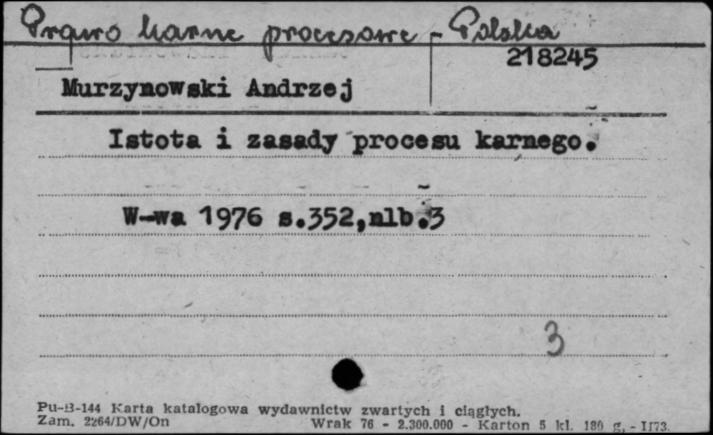 Prawo karne procesowe - Polska
218245
Murzynowski Andrzej
Istota i zasady procesu karnego.
W-wa 1976 s.352,nlb.3
3
Pu-B-144 Karta katalogowa wydawnictw zwartych i ciągłych.
Zam. 2264/DW/On Wrak 76 - 2.300.000 - Karton 5 kl. 180 g, - II73.